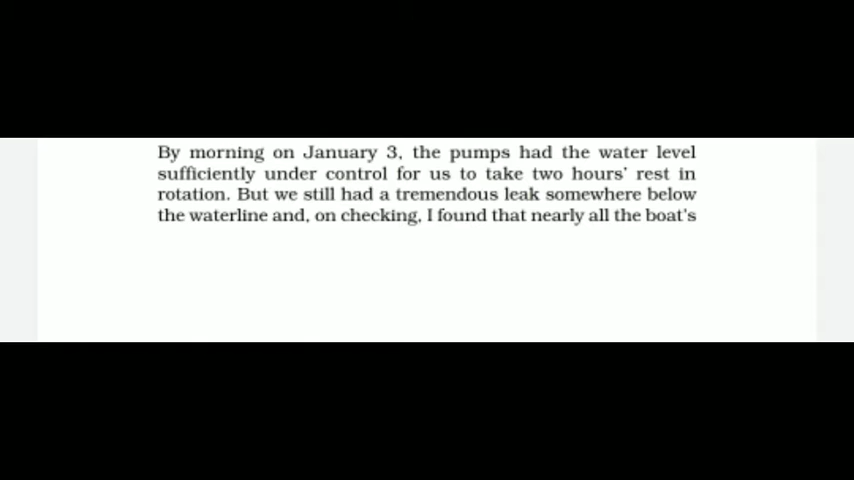 By morning on January 3, the pumps had the water level
sufficiently under control for us to take two hours' rest in
rotation. But we still had a tremendous leak somewhere below
the waterline and, on checking, I found that nearly all the boat's